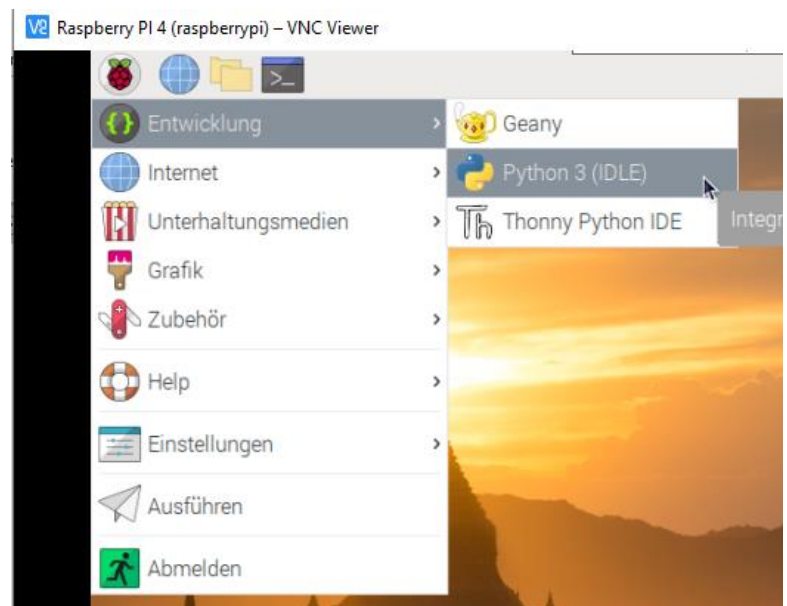 Raspberry PI 4 (raspberrypi) – VNC Viewer
Entwicklung
Internet
Unterhaltungsmedien
Grafik
Zubehör
Help
Einstellungen
Ausführen
Abmelden
Geany
Python 3 (IDLE)
Thonny Python IDE
Integr